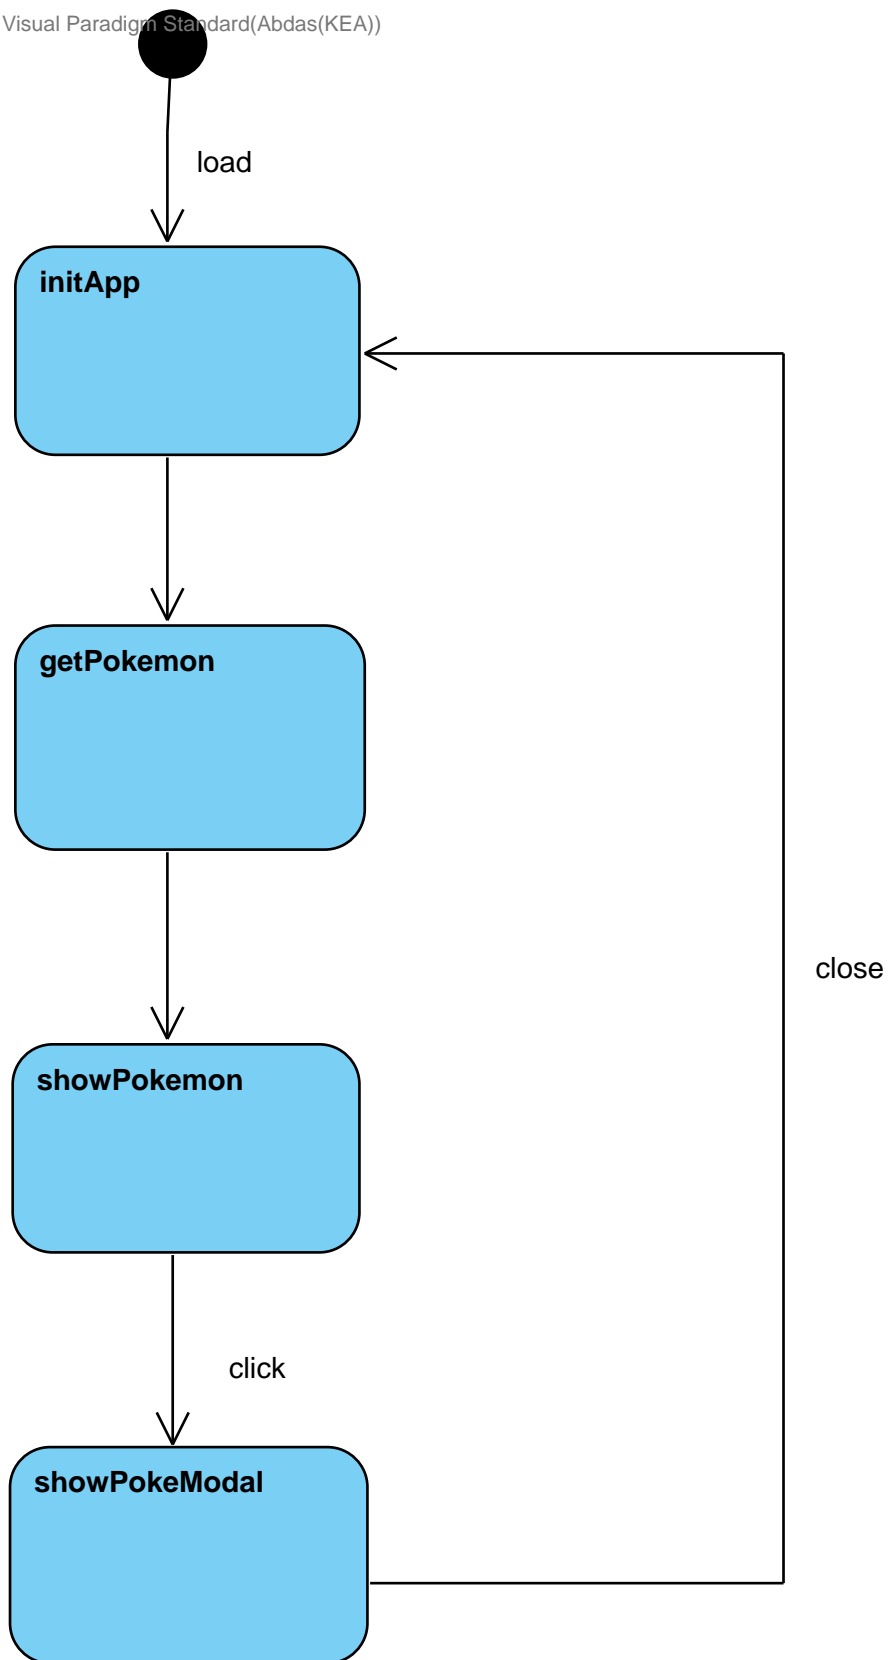 Visual Paradigm Standard(Abdas(KEA))
load
initApp
getPokemon
close
showPokemon
click
showPokeModal